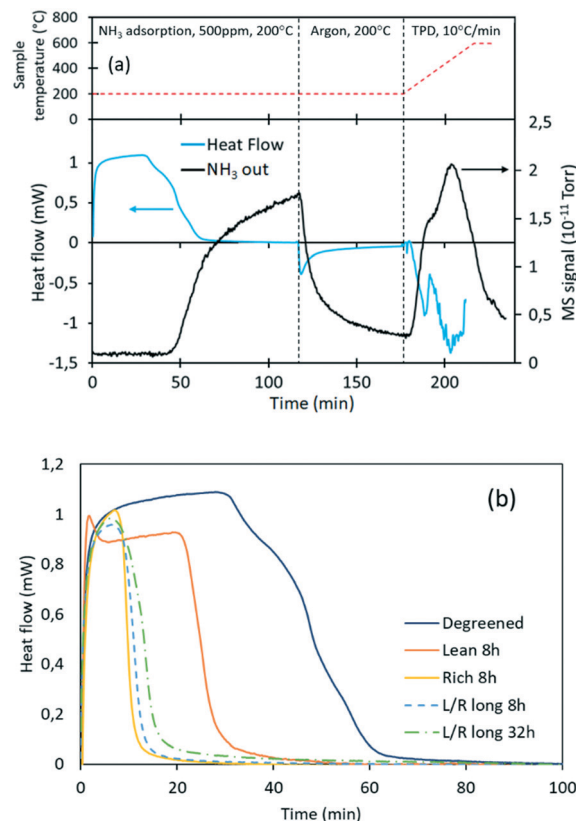 NH₃ adsorption, 500ppm, 200°C
Argon, 200°C
TPD, 10°C/min
(a)
Sample
temperature (°C)
800
600
400
200
0
Heat Flow
NH₃ out
Heat flow (mW)
1
0,5
0
-0,5
-1
-1,5
MS signal (10⁻¹¹ Torr)
2,5
2
1,5
1
0,5
0
0
50
100
150
200
Time (min)
(b)
Heat flow (mW)
1,2
1
0,8
0,6
0,4
0,2
0
Degreened
Lean 8h
Rich 8h
L/R long 8h
L/R long 32h
0
20
40
60
80
100
Time (min)